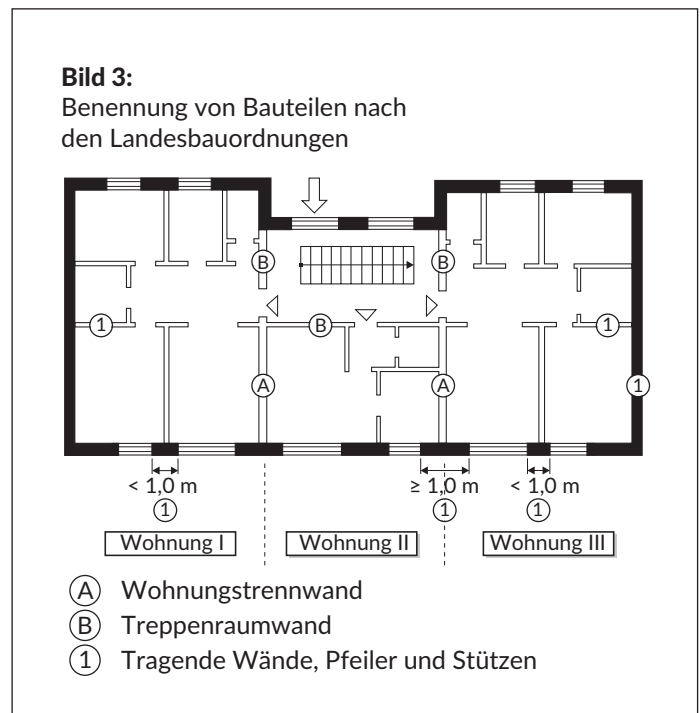 Bild 3:
Benennung von Bauteilen nach
den Landesbauordnungen
B
B
B
1
1
A
A
1
< 1,0 m
≥ 1,0 m
< 1,0 m
1
1
1
Wohnung I
Wohnung II
Wohnung III
A Wohnungstrennwand
B Treppenraumwand
1 Tragende Wände, Pfeiler und Stützen